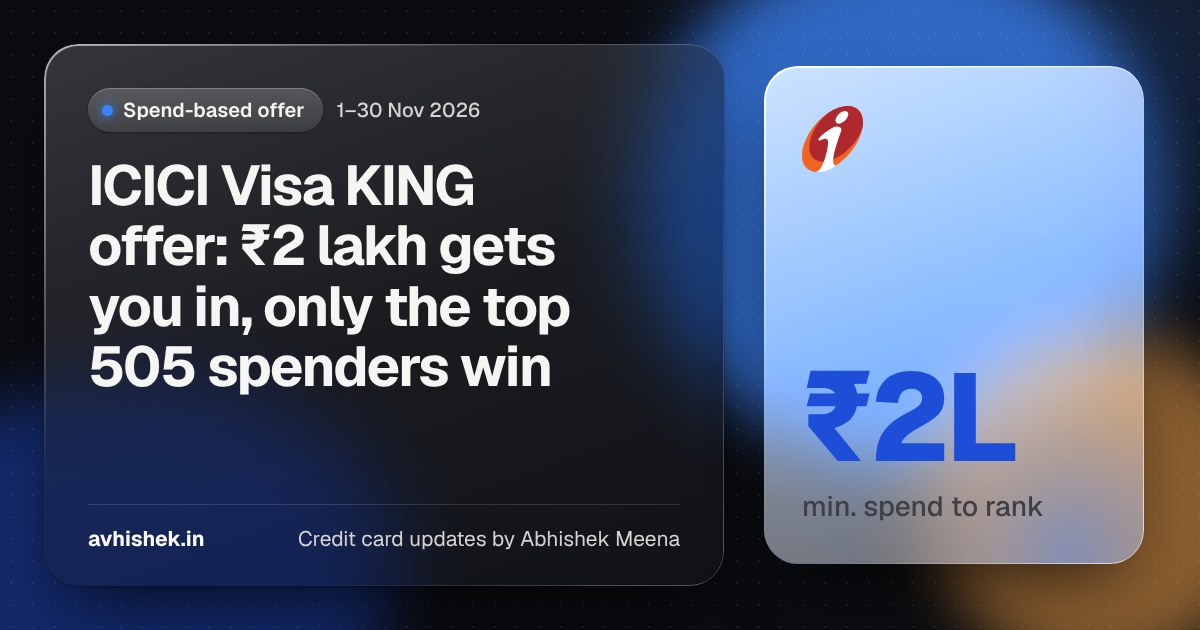 Spend-based offer
1–30 Nov 2026
ICICI Visa KING
offer: ₹2 lakh gets
you in, only the top
505 spenders win
avhishek.in
Credit card updates by Abhishek Meena
₹2L
min. spend to rank